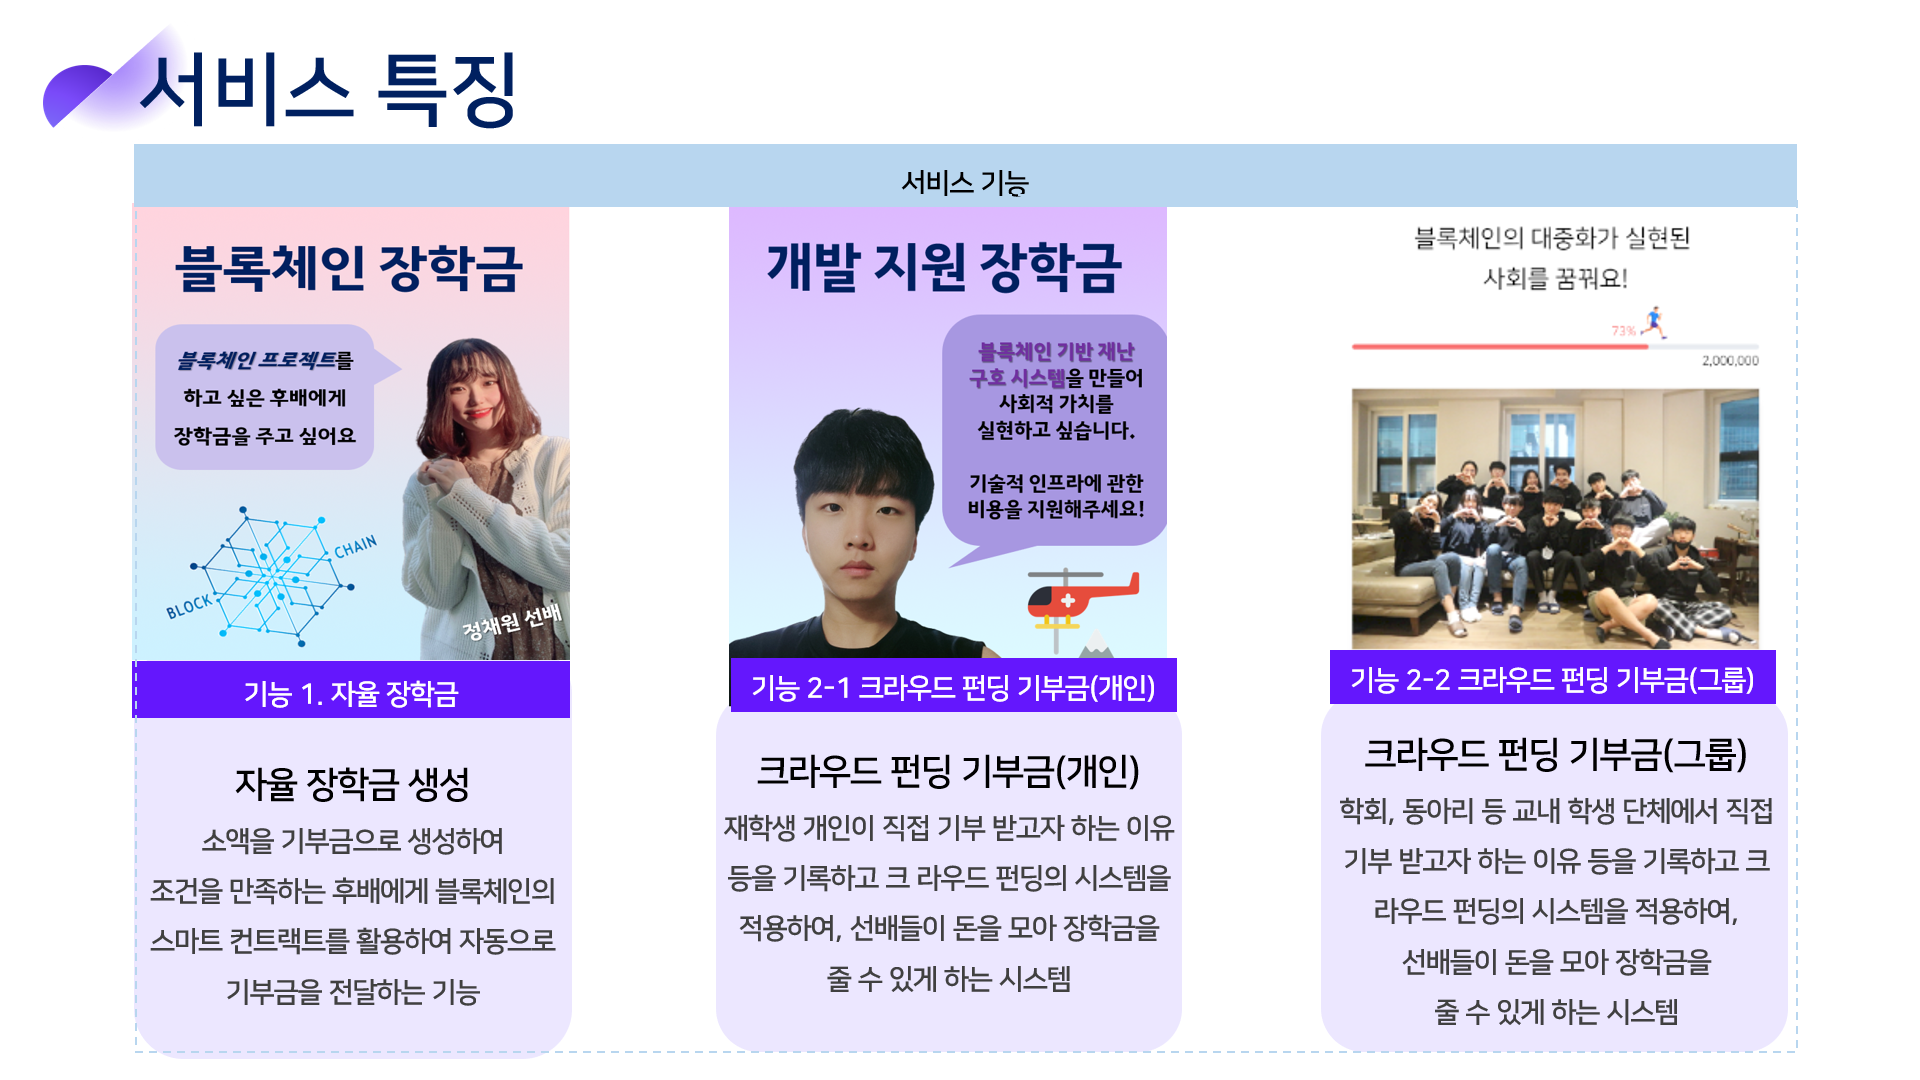 서비스 특징
서비스 기능
블록체인 장학금
블록체인 프로젝트를
하고 싶은 후배에게
장학금을 주고 싶어요
BLOCK
CHAIN
정채원 선배
기능 1. 자율 장학금
자율 장학금 생성
소액을 기부금으로 생성하여
조건을 만족하는 후배에게 블록체인의
스마트 컨트랙트를 활용하여 자동으로
기부금을 전달하는 기능
개발 지원 장학금
블록체인 기반 재난
구호 시스템을 만들어
사회적 가치를
실현하고 싶습니다.
기술적 인프라에 관한
비용을 지원해주세요!
기능 2-1 크라우드 펀딩 기부금(개인)
크라우드 펀딩 기부금(개인)
재학생 개인이 직접 기부 받고자 하는 이유
등을 기록하고 크 라우드 펀딩의 시스템을
적용하여, 선배들이 돈을 모아 장학금을
줄 수 있게 하는 시스템
블록체인의 대중화가 실현된
사회를 꿈꿔요!
73%
2,000,000
기능 2-2 크라우드 펀딩 기부금(그룹)
크라우드 펀딩 기부금(그룹)
학회, 동아리 등 교내 학생 단체에서 직접
기부 받고자 하는 이유 등을 기록하고 크
라우드 펀딩의 시스템을 적용하여,
선배들이 돈을 모아 장학금을
줄 수 있게 하는 시스템